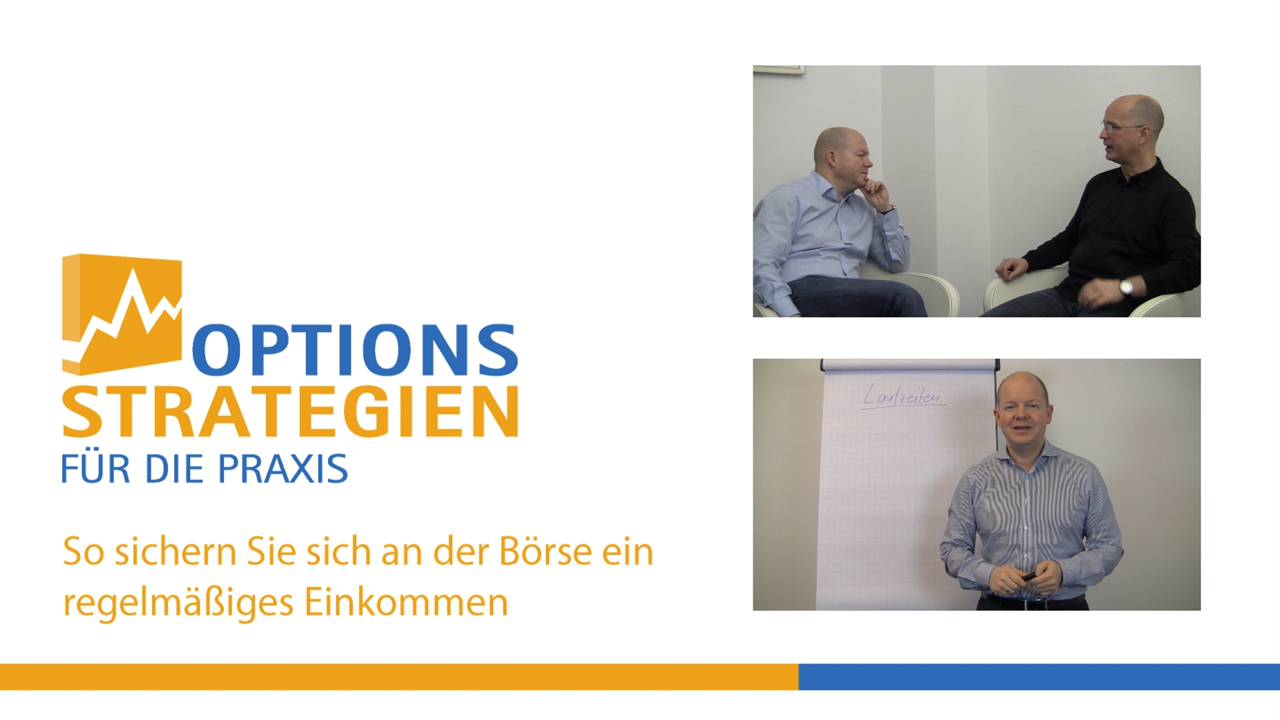 OPTIONS
STRATEGIEN
FÜR DIE PRAXIS
So sichern Sie sich an der Börse ein
regelmäßiges Einkommen
Laufzeiten